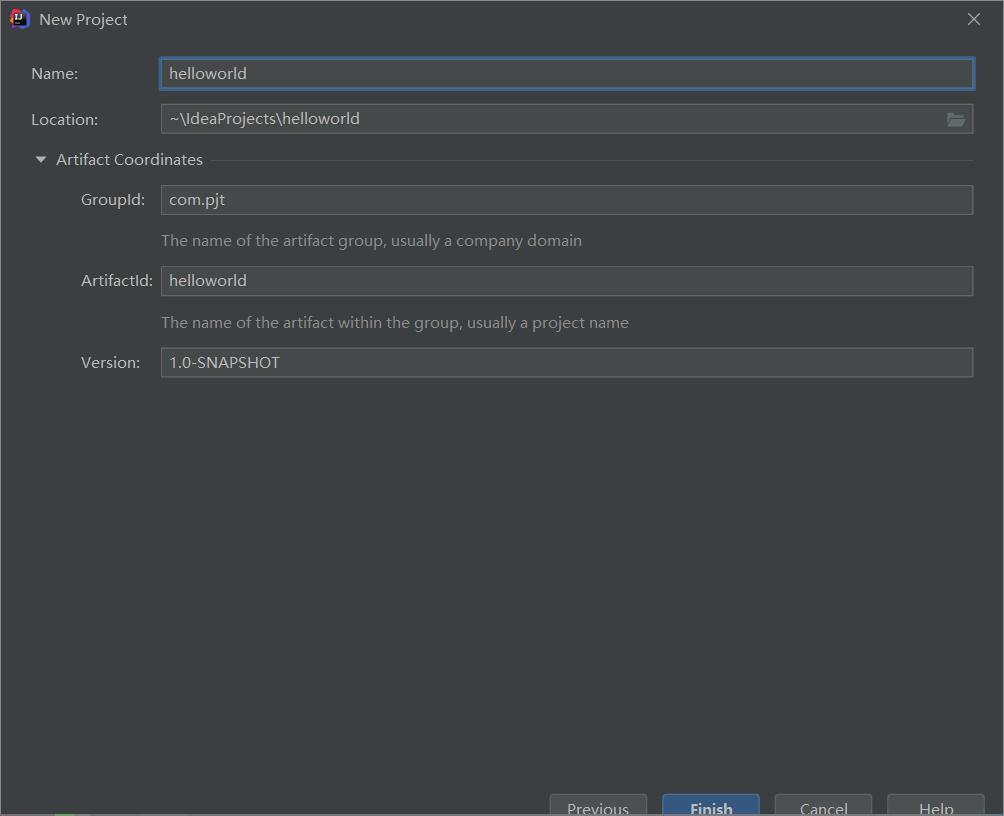 New Project
Name: helloworld
Location: ~\IdeaProjects\helloworld
Artifact Coordinates
GroupId: com.pjt
The name of the artifact group, usually a company domain
ArtifactId: helloworld
The name of the artifact within the group, usually a project name
Version: 1.0-SNAPSHOT
Previous Finish Cancel Help